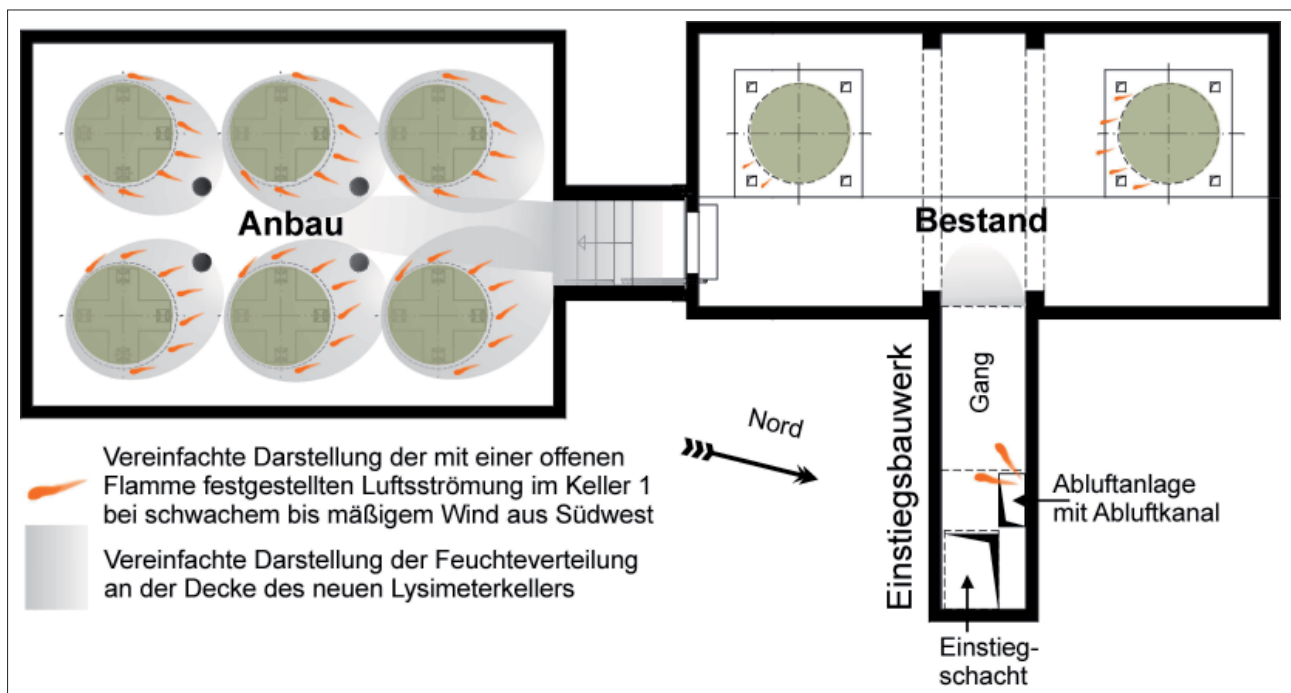 Anbau
Bestand
Nord
Einstiegsbauwerk
Gang
Abluftanlage
mit Abluftkanal
Einstieg-
schacht
Vereinfachte Darstellung der mit einer offenen
Flamme festgestellten Luftsströmung im Keller 1
bei schwachem bis mäßigem Wind aus Südwest
Vereinfachte Darstellung der Feuchteverteilung
an der Decke des neuen Lysimeterkellers